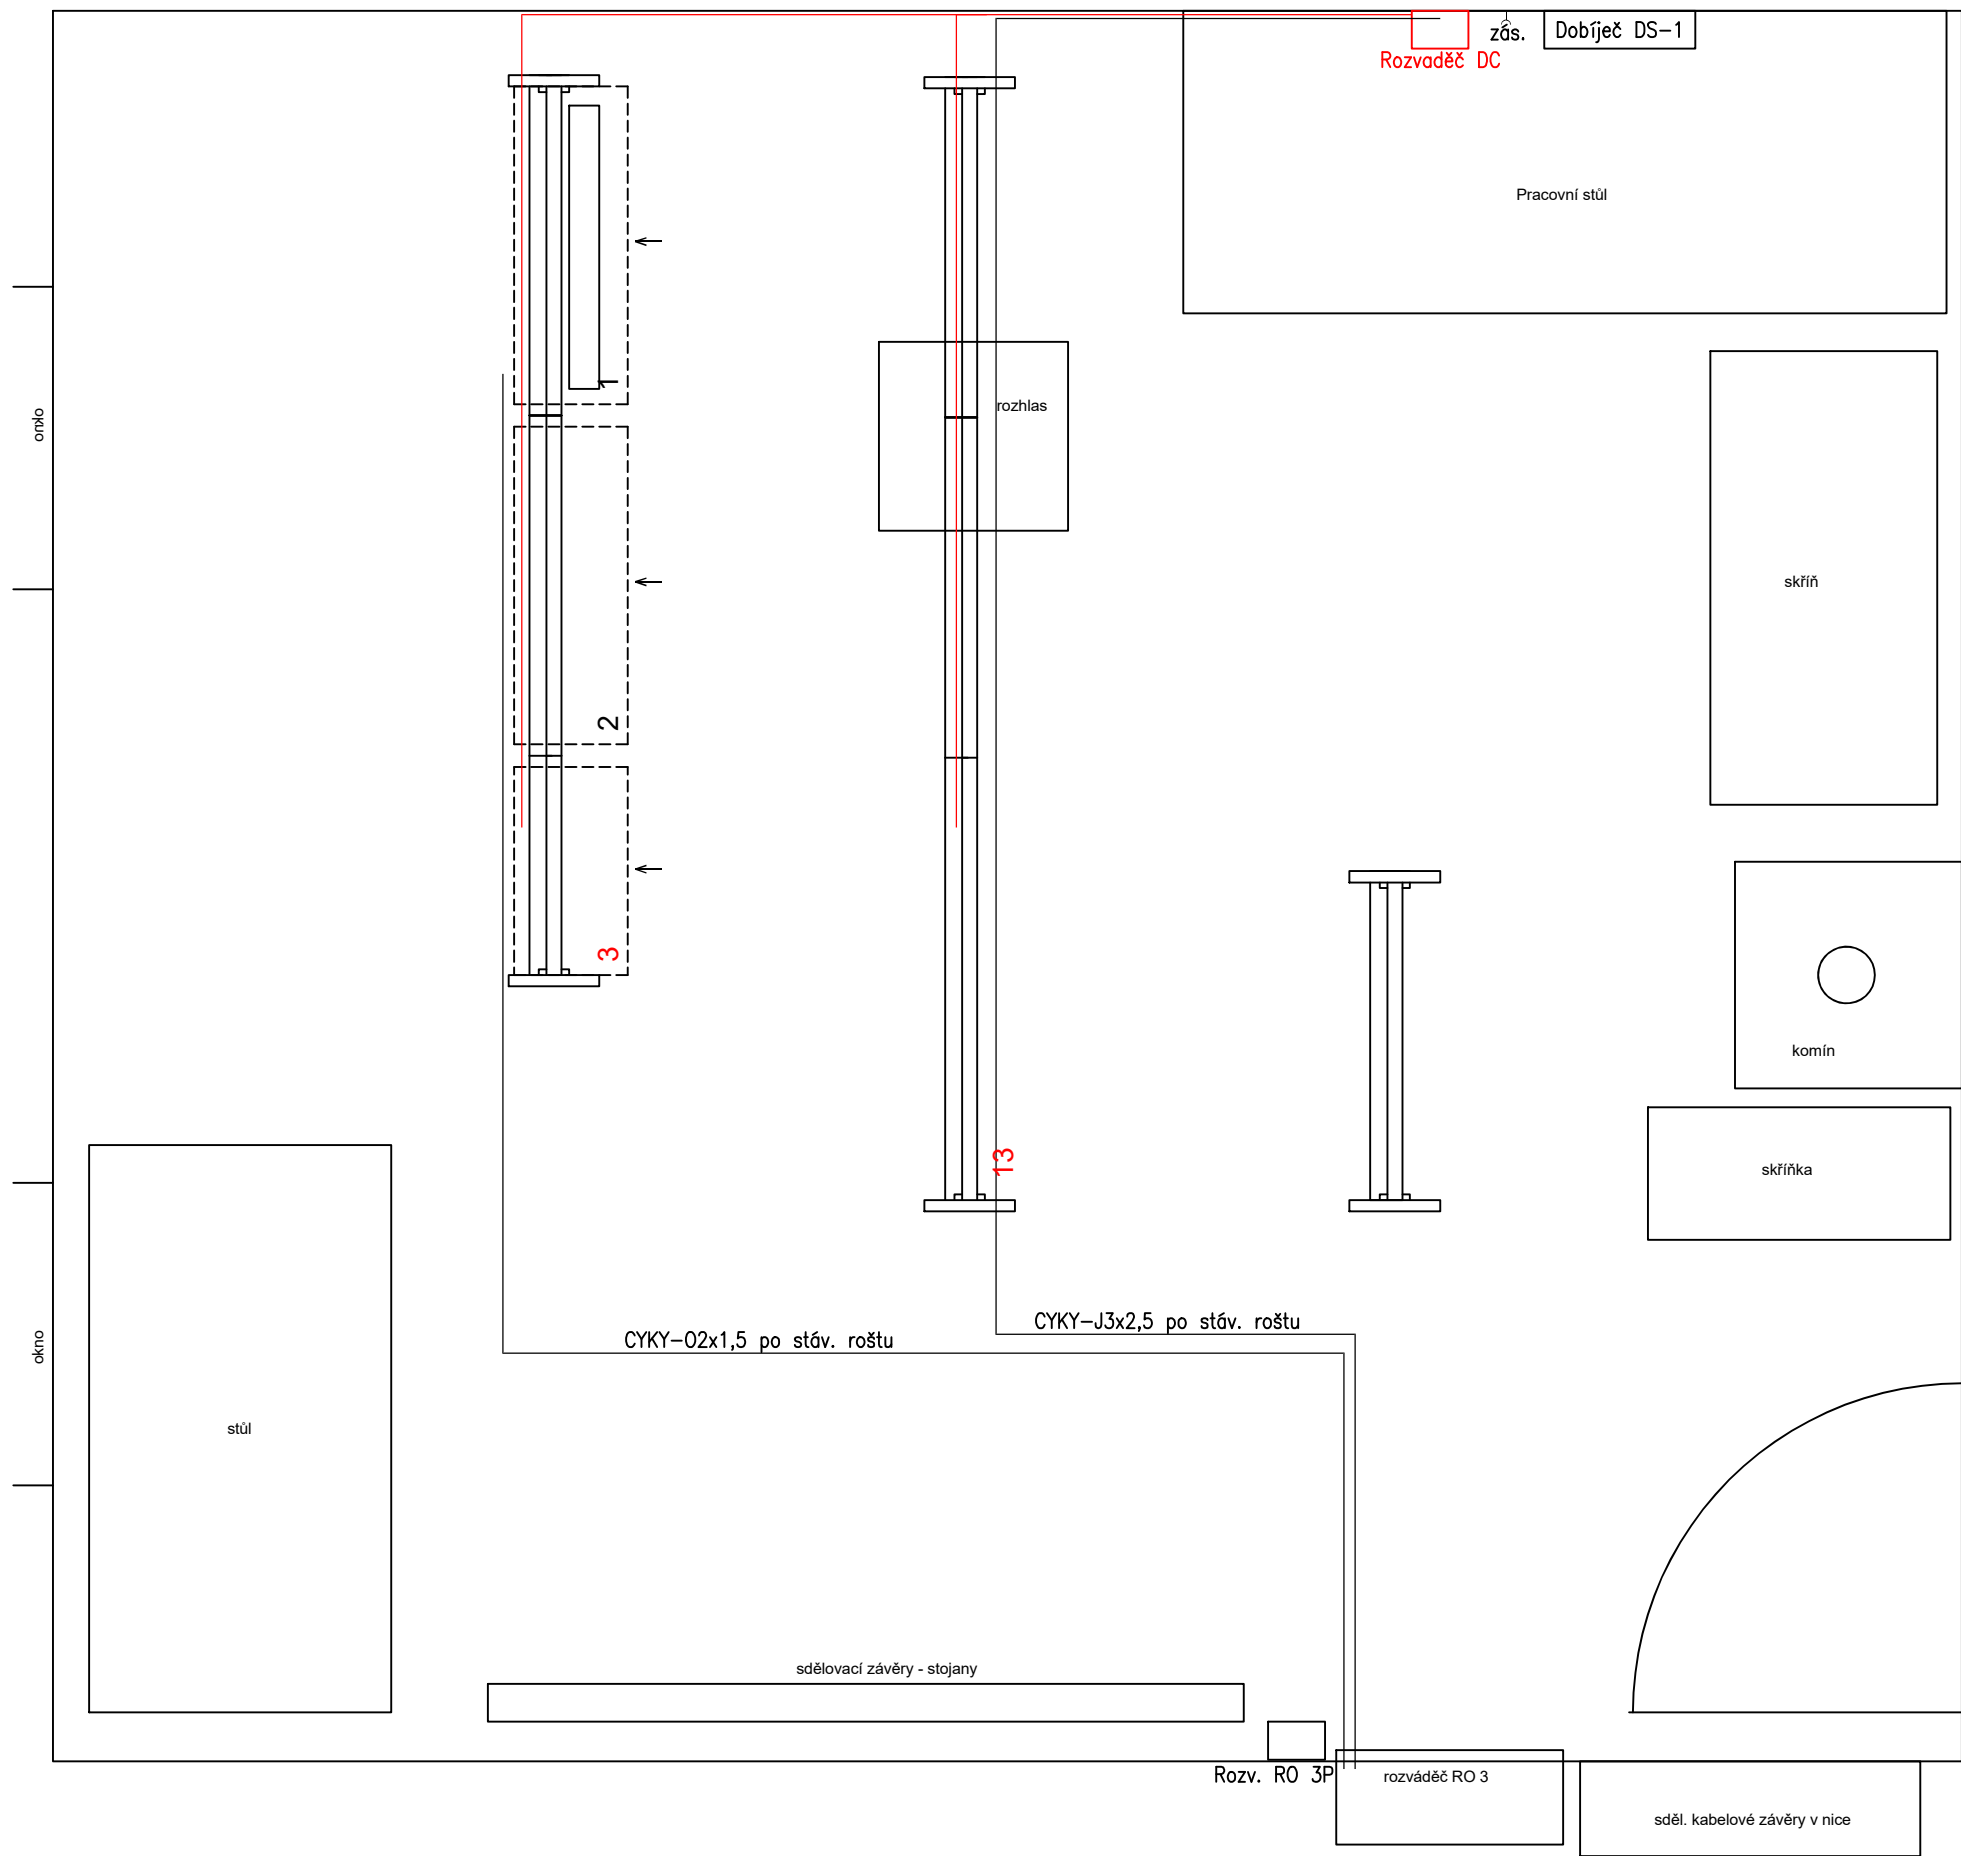 zás.
Dobíječ DS-1
Rozvaděč DC
Pracovní stůl
1
rozhlas
okno
skříň
2
3
komín
13
skříňka
CYKY-J3x2,5 po stáv. roštu
CYKY-O2x1,5 po stáv. roštu
okno
stůl
sdělovací závěry - stojany
Rozv. RO 3P
rozváděč RO 3
sděl. kabelové závěry v nice